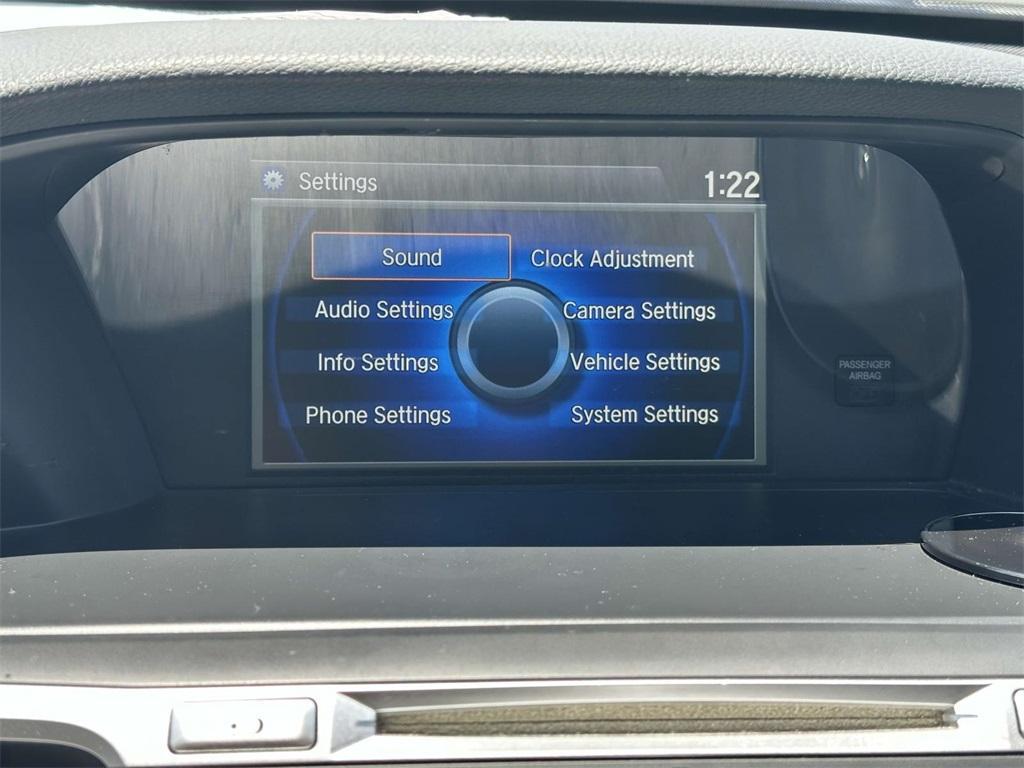 Settings
1:22
Sound
Clock Adjustment
Audio Settings
Camera Settings
Info Settings
Vehicle Settings
Phone Settings
System Settings
PASSENGER
AIRBAG